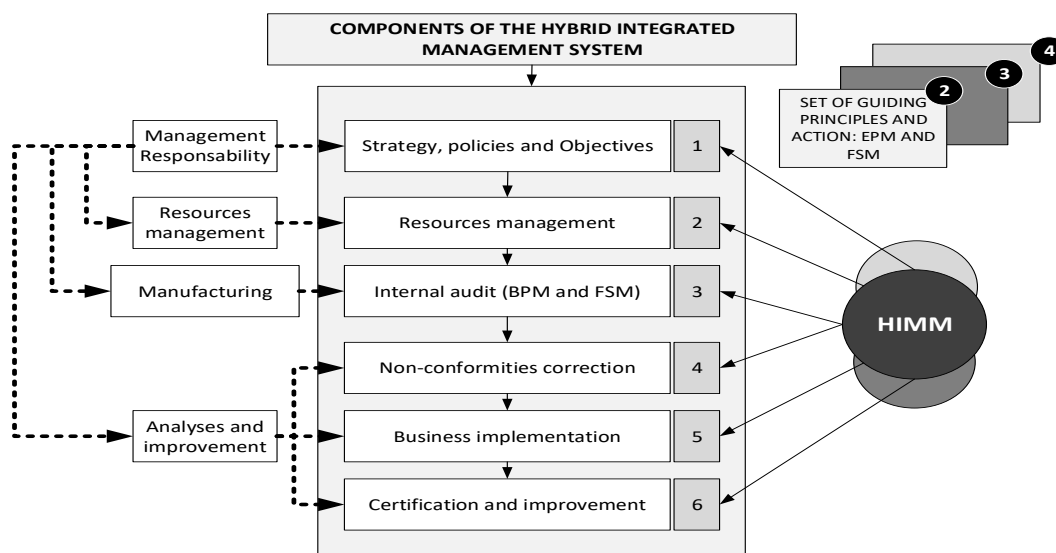 COMPONENTS OF THE HYBRID INTEGRATED
MANAGEMENT SYSTEM
4
3
2
SET OF GUIDING
PRINCIPLES AND
ACTION: EPM AND
FSM
Management
Responsability
Strategy, policies and Objectives
1
Resources
management
Resources management
2
Manufacturing
Internal audit (BPM and FSM)
3
HIMM
Non-conformities correction
4
Analyses and
improvement
Business implementation
5
Certification and improvement
6